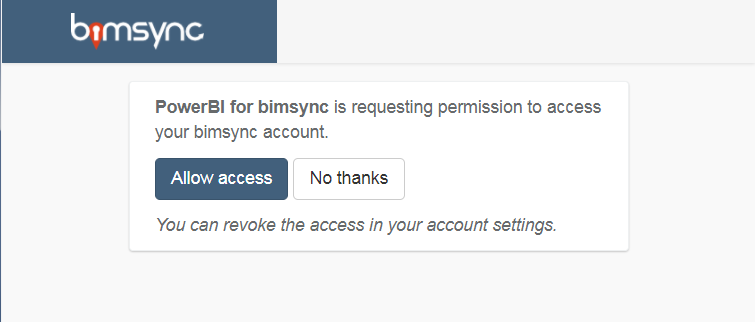 bimsync
PowerBI for bimsync is requesting permission to access
your bimsync account.
Allow access
No thanks
You can revoke the access in your account settings.